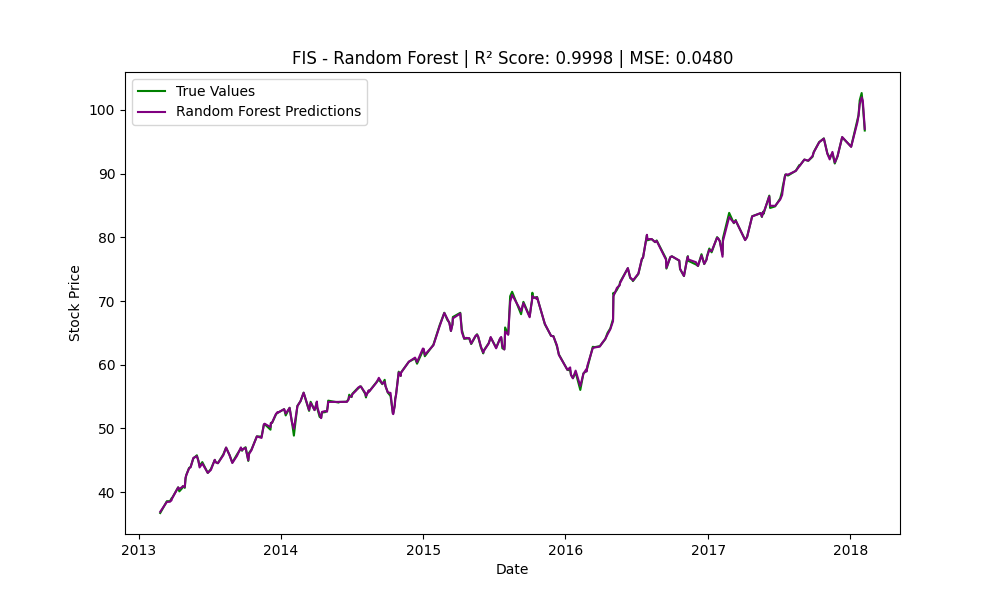 FIS - Random Forest | R² Score: 0.9998 | MSE: 0.0480
True Values
Random Forest Predictions
100
90
80
70
60
50
40
Stock Price
2013 2014 2015 2016 2017 2018
Date